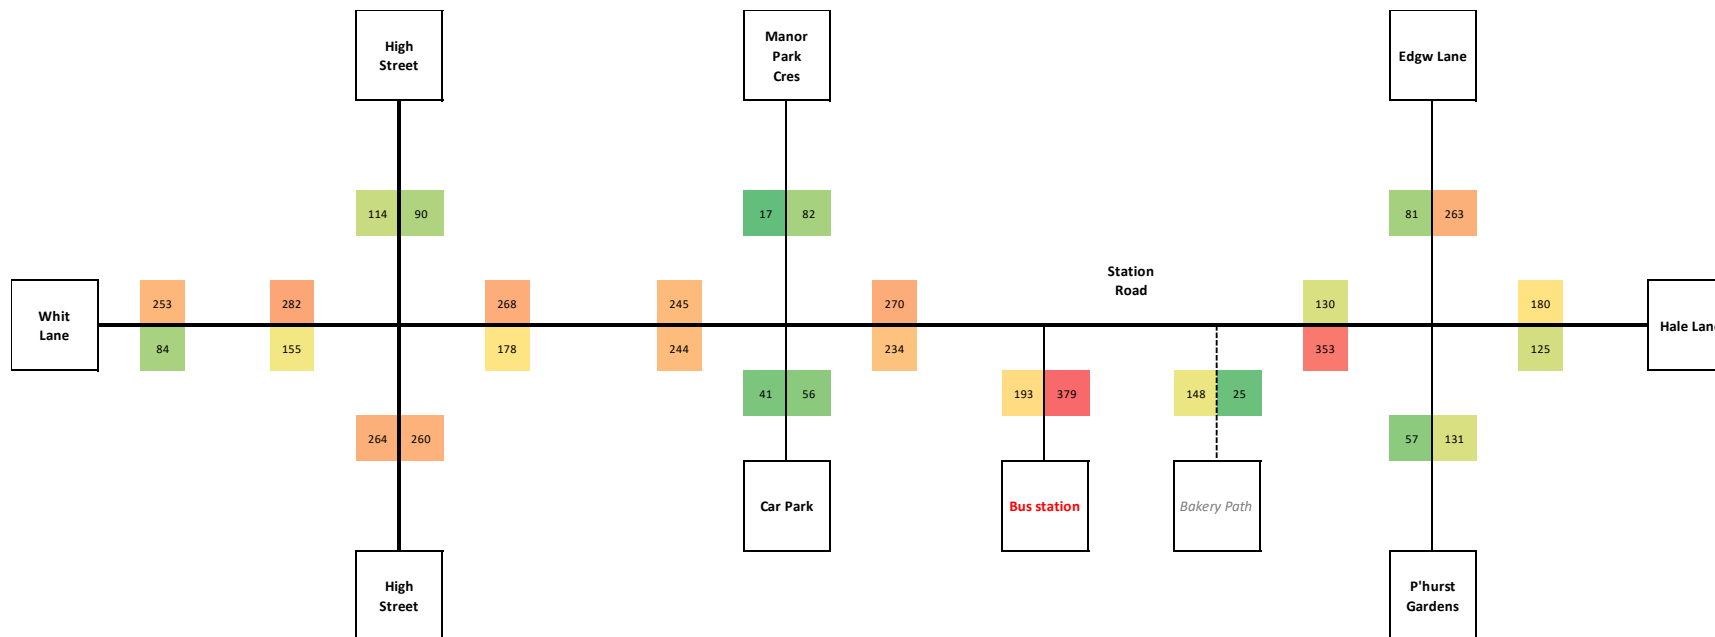 High
Street
Manor
Park
Cres
Edgw Lane
114 90
17 82
81 263
Station
Road
253 282 268 245 270 130 180
Whit
Lane
Hale Lane
84 155 178 244 234 353 125
41 56
193 379
148 25
264 260
57 131
Car Park
Bus station
Bakery Path
High
Street
P'hurst
Gardens